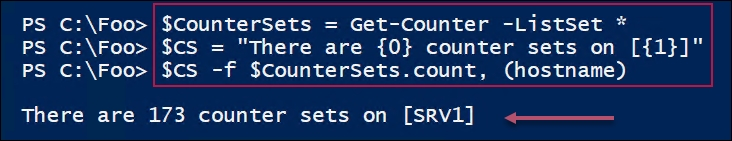 PS C:\Foo> $CounterSets = Get-Counter -ListSet *
PS C:\Foo> $CS = "There are {0} counter sets on [{1}]"
PS C:\Foo> $CS -f $CounterSets.count, (hostname)
There are 173 counter sets on [SRV1]